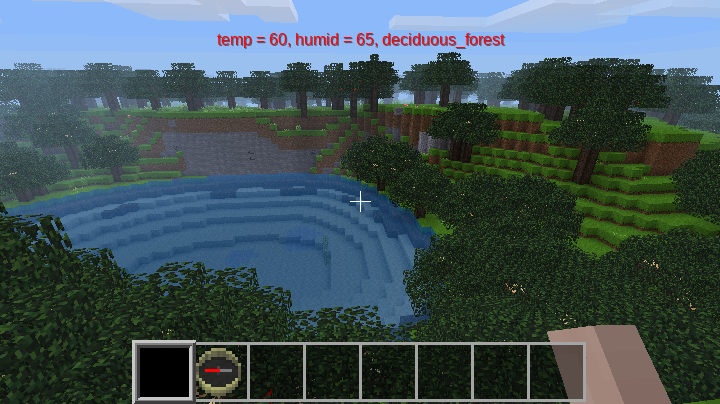 temp = 60, humid = 65, deciduous_forest